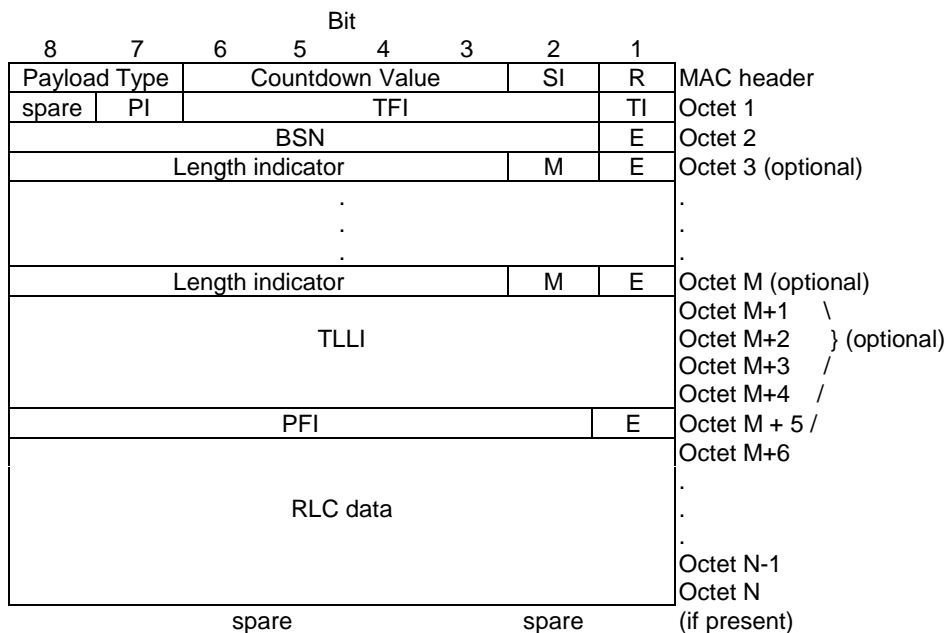 Bit
8 7 6 5 4 3 2 1
Payload Type Countdown Value SI R MAC header
spare PI TFI TI Octet 1
BSN E Octet 2
Length indicator M E Octet 3 (optional)
. .
. .
. .
Length indicator M E Octet M (optional)
Octet M+1 \
TLLI Octet M+2 } (optional)
Octet M+3 /
Octet M+4 /
PFI E Octet M + 5 /
Octet M+6
.
RLC data .
.
Octet N-1
Octet N
spare spare (if present)